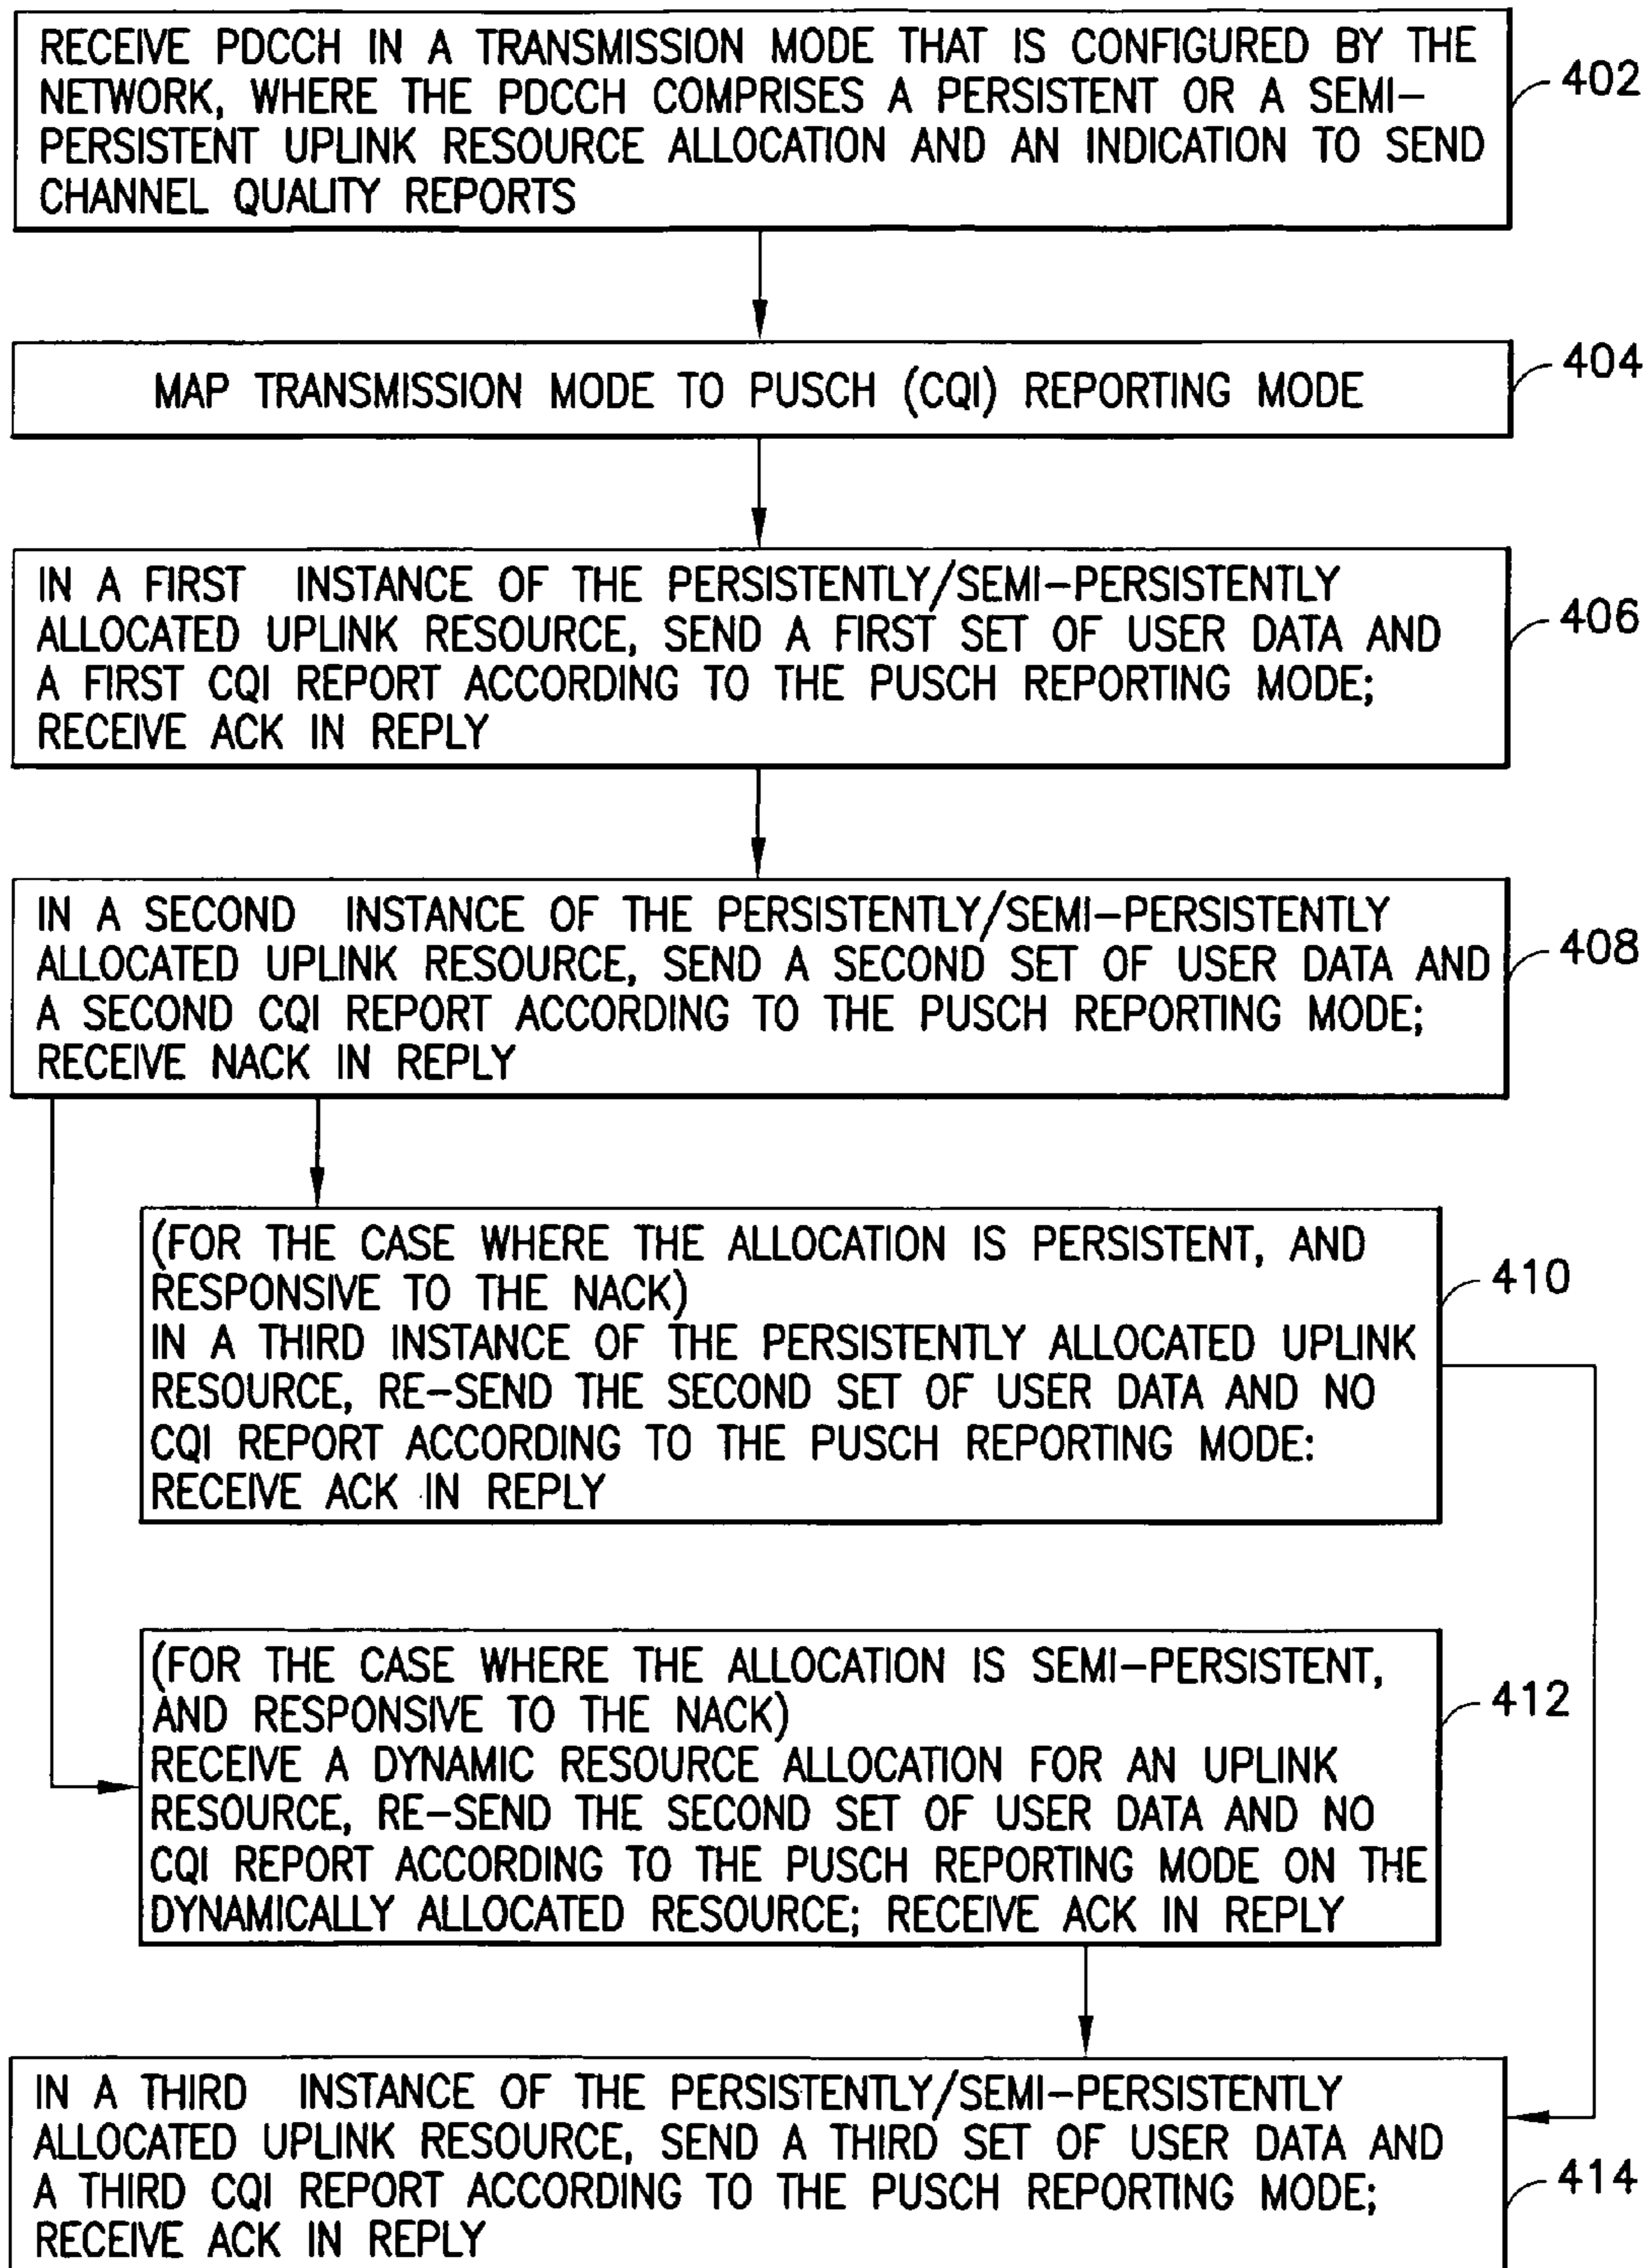 RECEIVE PDCCH IN A TRANSMISSION MODE THAT IS CONFIGURED BY THE
NETWORK, WHERE THE PDCCH COMPRISES A PERSISTENT OR A SEMI-
PERSISTENT UPLINK RESOURCE ALLOCATION AND AN INDICATION TO SEND
CHANNEL QUALITY REPORTS
402
MAP TRANSMISSION MODE TO PUSCH (CQI) REPORTING MODE
404
IN A FIRST INSTANCE OF THE PERSISTENTLY/SEMI-PERSISTENTLY
ALLOCATED UPLINK RESOURCE, SEND A FIRST SET OF USER DATA AND
A FIRST CQI REPORT ACCORDING TO THE PUSCH REPORTING MODE;
RECEIVE ACK IN REPLY
406
IN A SECOND INSTANCE OF THE PERSISTENTLY/SEMI-PERSISTENTLY
ALLOCATED UPLINK RESOURCE, SEND A SECOND SET OF USER DATA AND
A SECOND CQI REPORT ACCORDING TO THE PUSCH REPORTING MODE;
RECEIVE NACK IN REPLY
408
(FOR THE CASE WHERE THE ALLOCATION IS PERSISTENT, AND
RESPONSIVE TO THE NACK)
IN A THIRD INSTANCE OF THE PERSISTENTLY ALLOCATED UPLINK
RESOURCE, RE-SEND THE SECOND SET OF USER DATA AND NO
CQI REPORT ACCORDING TO THE PUSCH REPORTING MODE:
RECEIVE ACK IN REPLY
410
(FOR THE CASE WHERE THE ALLOCATION IS SEMI-PERSISTENT,
AND RESPONSIVE TO THE NACK)
RECEIVE A DYNAMIC RESOURCE ALLOCATION FOR AN UPLINK
RESOURCE, RE-SEND THE SECOND SET OF USER DATA AND NO
CQI REPORT ACCORDING TO THE PUSCH REPORTING MODE ON THE
DYNAMICALLY ALLOCATED RESOURCE; RECEIVE ACK IN REPLY
412
IN A THIRD INSTANCE OF THE PERSISTENTLY/SEMI-PERSISTENTLY
ALLOCATED UPLINK RESOURCE, SEND A THIRD SET OF USER DATA AND
A THIRD CQI REPORT ACCORDING TO THE PUSCH REPORTING MODE;
RECEIVE ACK IN REPLY
414